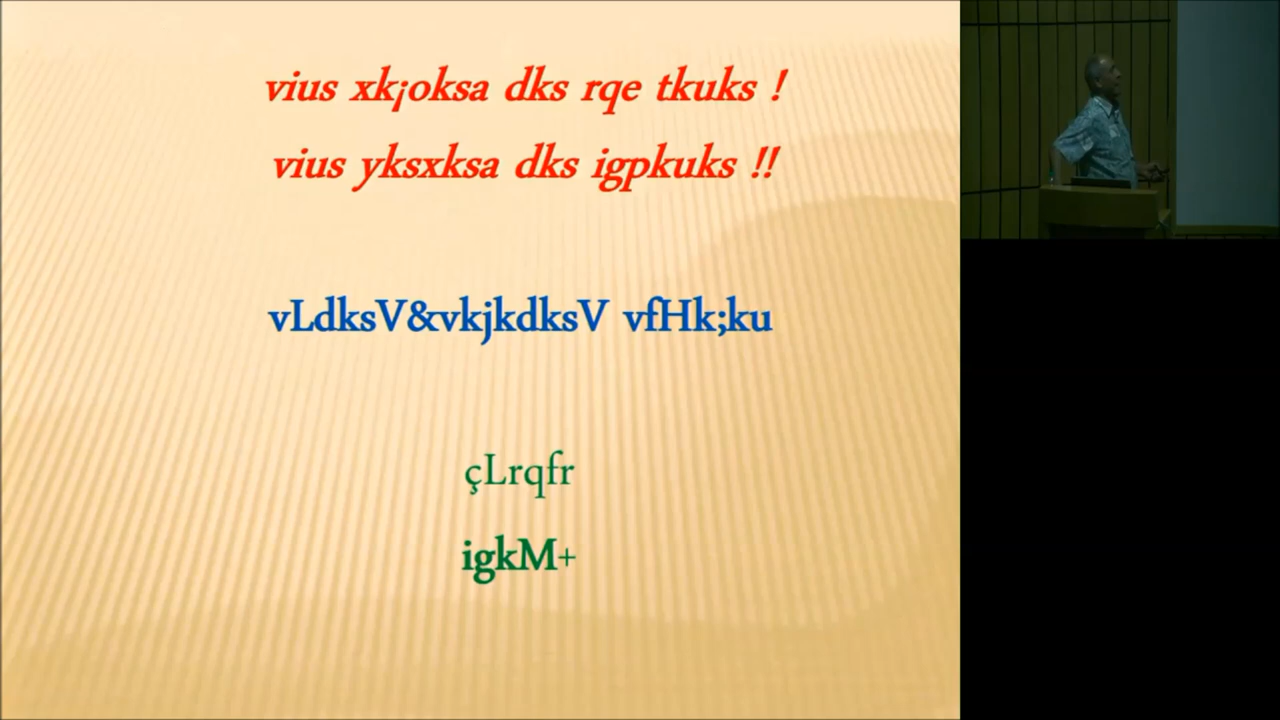 vius xk¡oksa dks rqe tkuks !
vius yksxksa dks igpkuks !!
vLdksV&vkjkdksV vfHk;ku
çLrqfr
igkM+